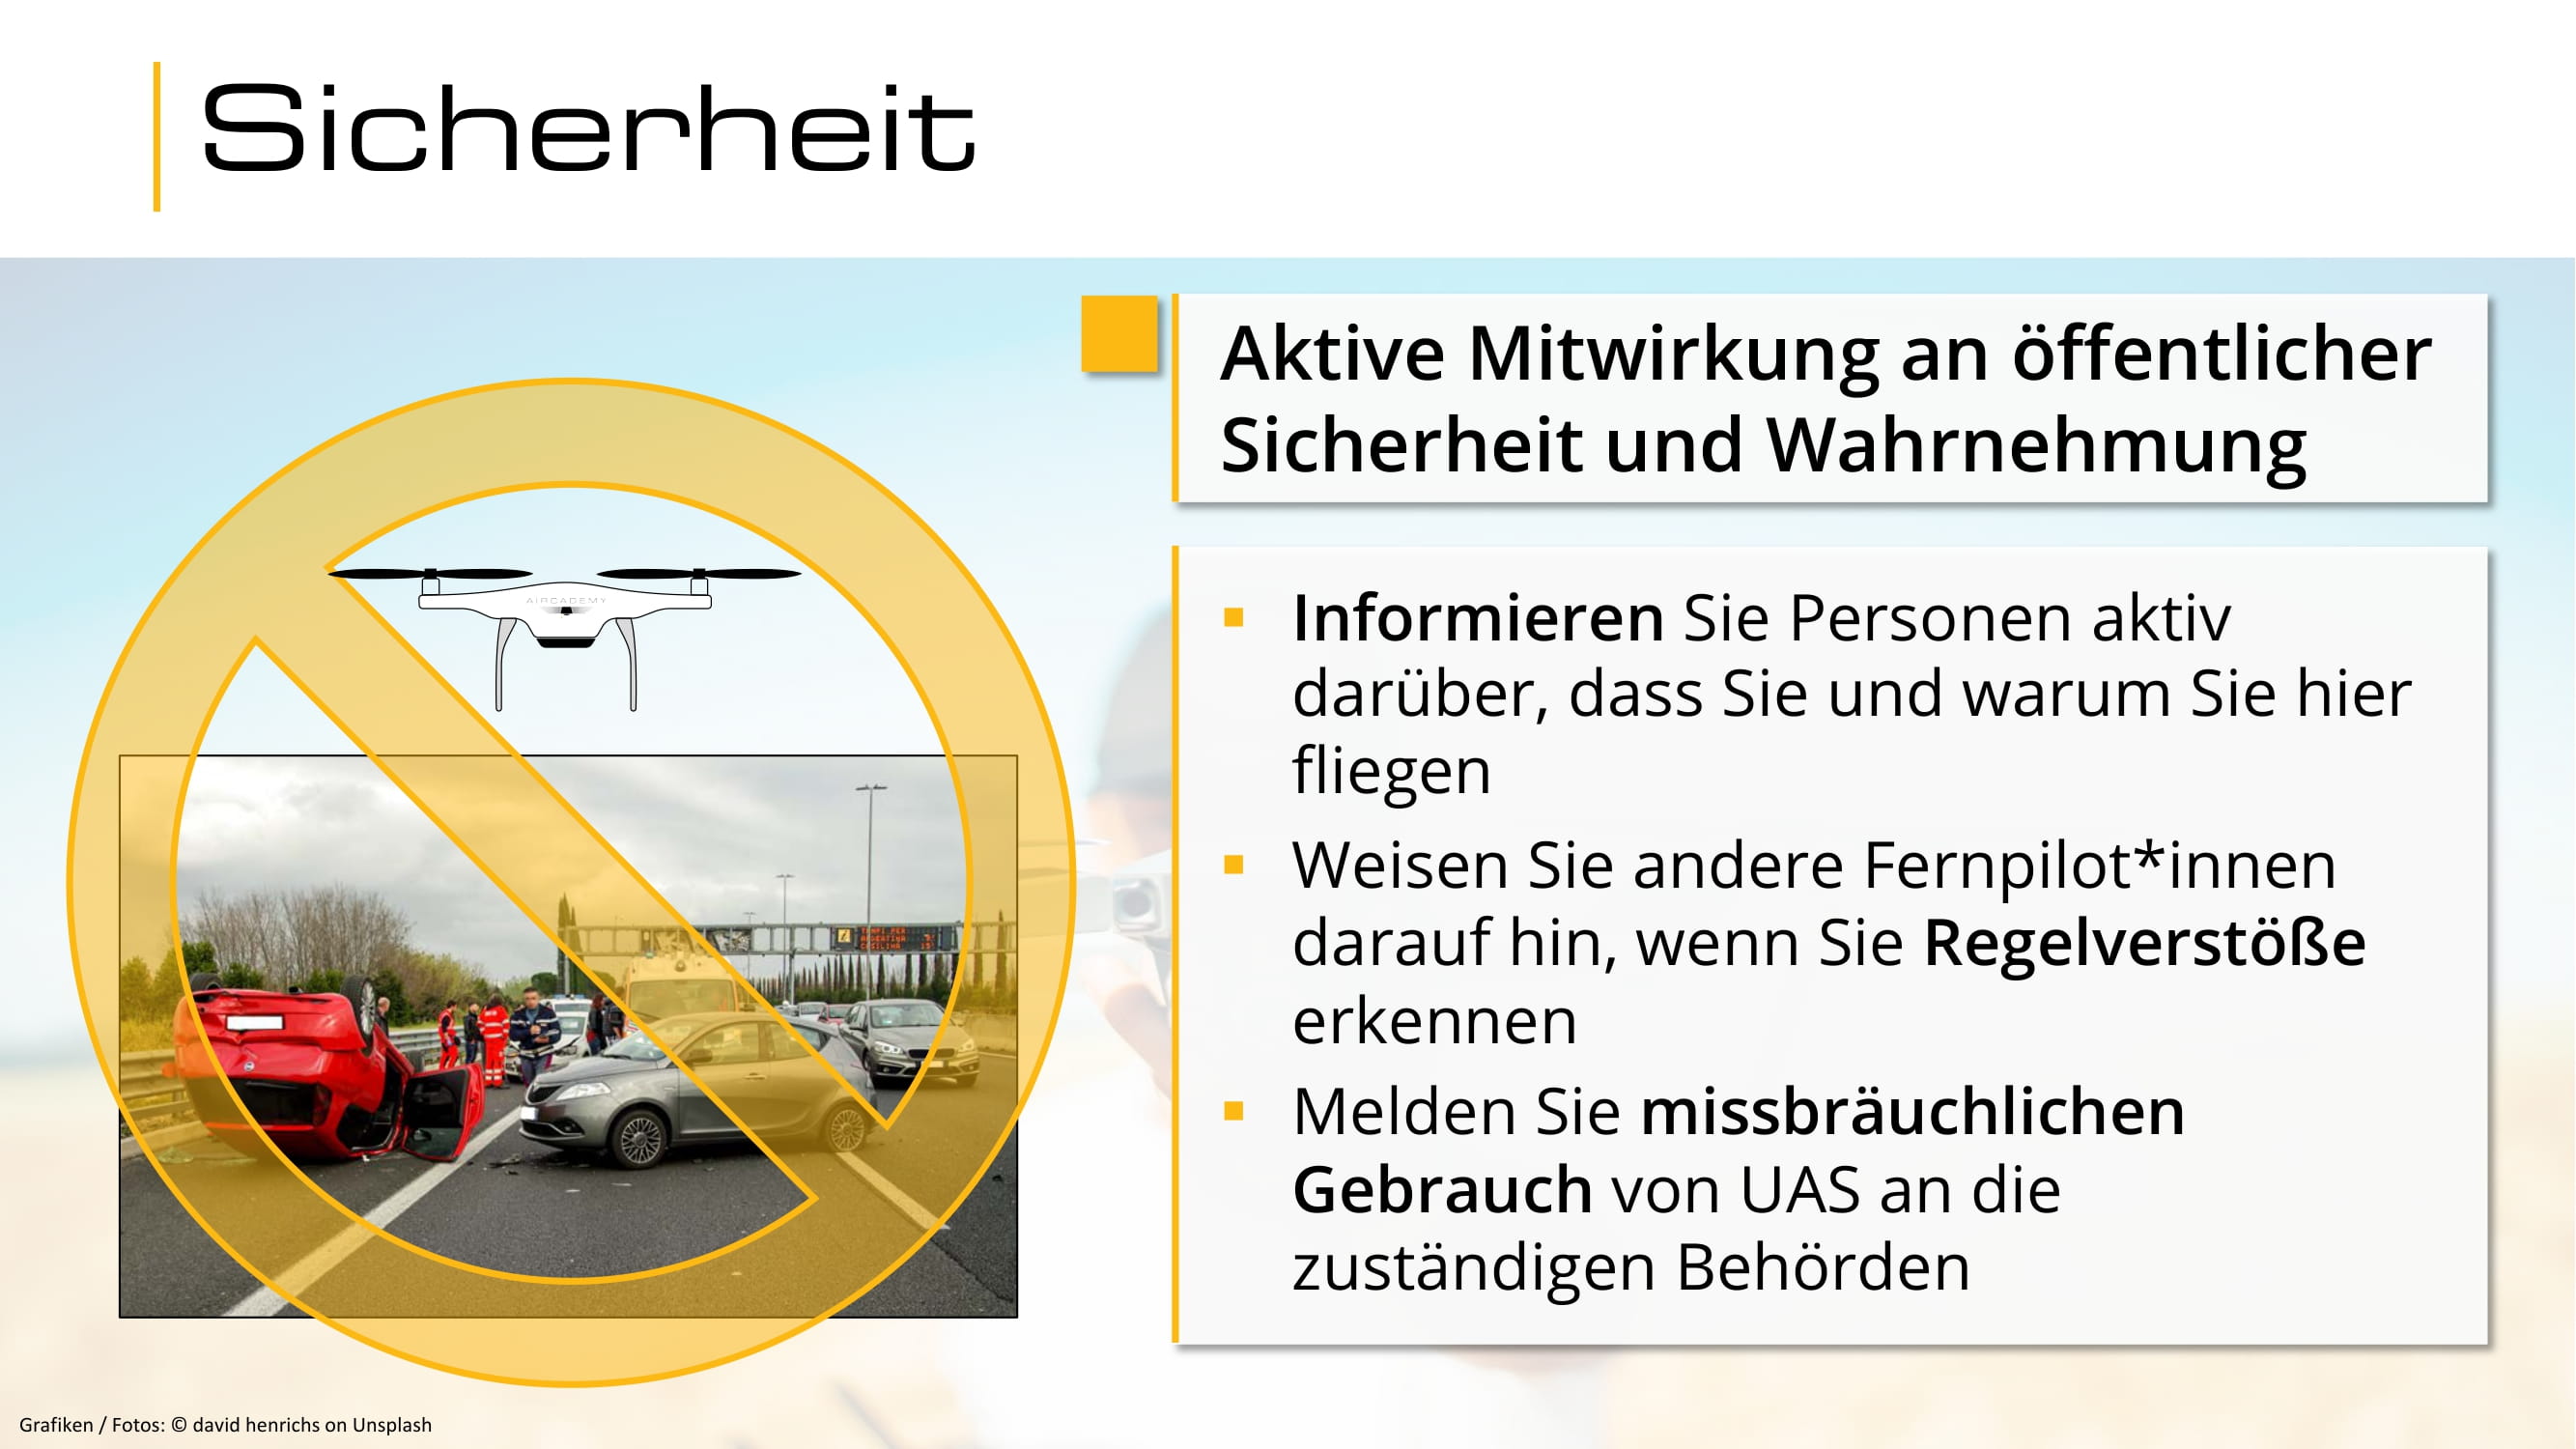 Sicherheit
Aktive Mitwirkung an öffentlicher
Sicherheit und Wahrnehmung
AIRCADEMY
▪ Informieren Sie Personen aktiv
darüber, dass Sie und warum Sie hier
fliegen
▪ Weisen Sie andere Fernpilot*innen
darauf hin, wenn Sie Regelverstöße
erkennen
▪ Melden Sie missbräuchlichen
Gebrauch von UAS an die
zuständigen Behörden
Grafiken / Fotos: © david henrichs on Unsplash